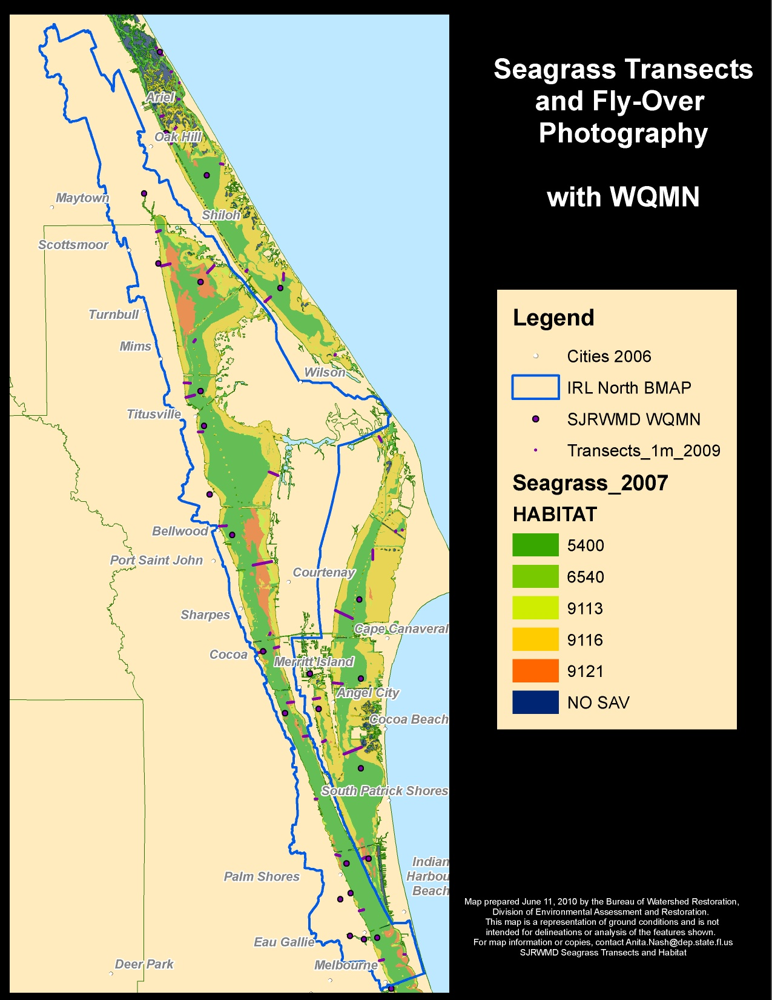 Seagrass Transects
and Fly-Over
Photography
with WQMN
Ariel
Oak Hill
Maytown
Shiloh
Scottsmoor
Turnbull
Mims
Wilson
Titusville
Bellwood
Port Saint John
Courtenay
Sharpes
Cape Canaveral
Cocoa
Merritt Island
Angel City
Cocoa Beach
South Patrick Shores
Indian
Harbou
Beach
Palm Shores
Eau Gallie
Deer Park
Melbourne
Legend
Cities 2006
IRL North BMAP
SJRWMD WQMN
Transects_1m_2009
Seagrass_2007
HABITAT
5400
6540
9113
9116
9121
NO SAV
Map prepared June 11, 2010 by the Bureau of Watershed Restoration,
Division of Environmental Assessment and Restoration.
This map is a representation of ground conditions and is not
intended for delineations or analysis of the features shown.
For map information or copies, contact Anita.Nash@dep.state.fl.us
SJRWMD Seagrass Transects and Habitat